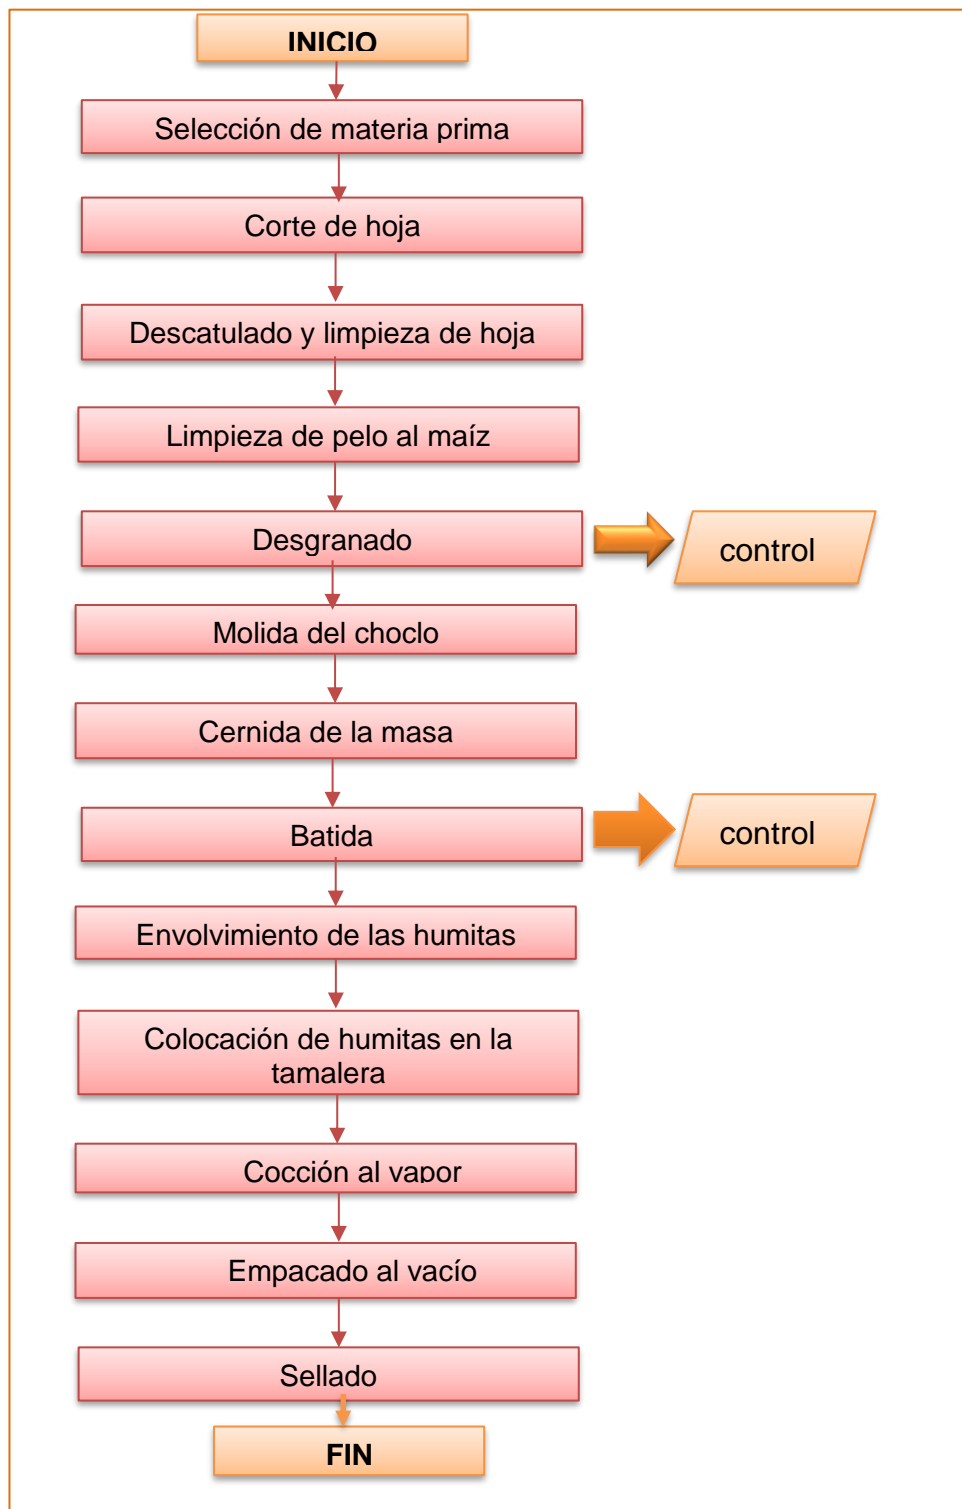 INICIO
Selección de materia prima
Corte de hoja
Descatulado y limpieza de hoja
Limpieza de pelo al maíz
Desgranado
control
Molida del choclo
Cernida de la masa
Batida
control
Envolvimiento de las humitas
Colocación de humitas en la
tamalera
Cocción al vapor
Empacado al vacío
Sellado
FIN